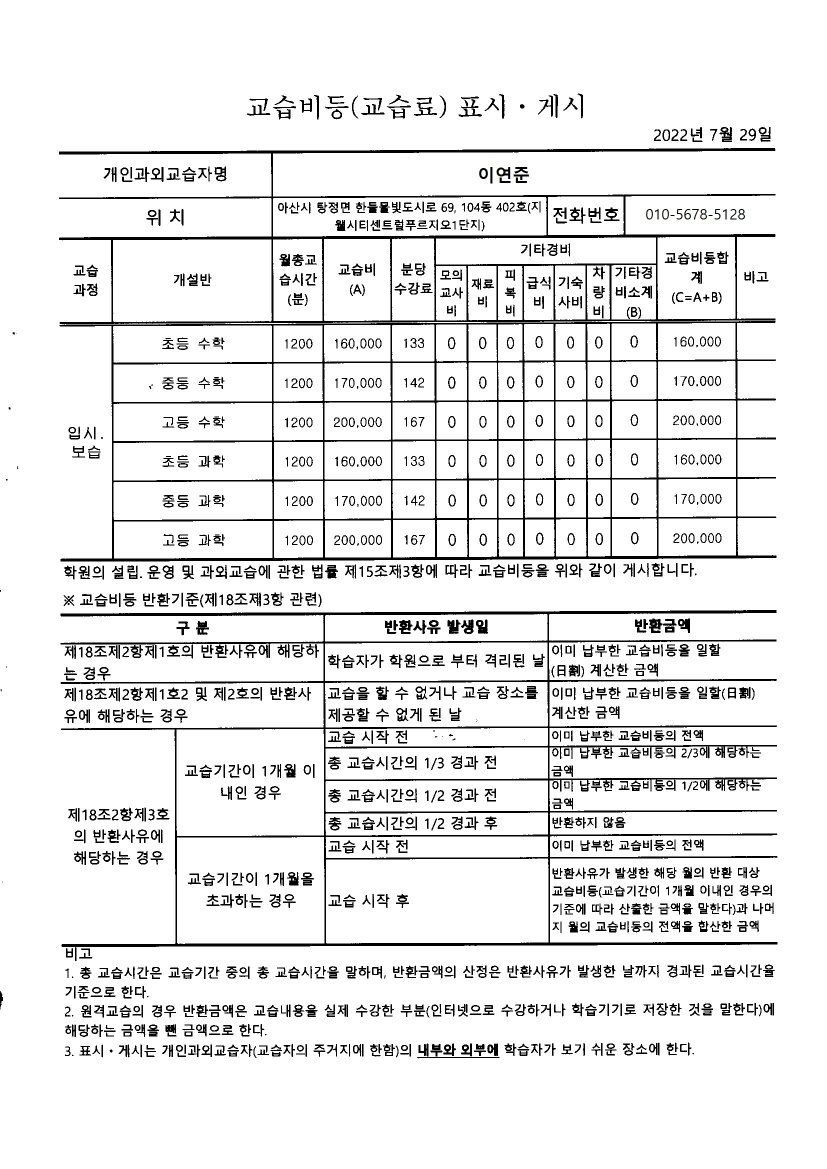 교습비등(교습료) 표시・게시
2022년 7월 29일
개인과외교습자명 이연준
위 치 아산시 탕정면 한들물빛도시로 69, 104동 402호(지
월시티센트럴푸르지오1단지) 전화번호 010-5678-5128
교습
과정 개설반 월총교
습시간
(분) 교습비
(A) 분당
수강료 기타경비 교습비등합
계
(C=A+B) 비고
모의
교사
비 재료
비 피
복
비 급식
비 기숙
사비 차
량
비 기타경
비소계
(B)
입시.
보습
초등 수학 1200 160,000 133 0 0 0 0 0 0 0 160,000
중등 수학 1200 170,000 142 0 0 0 0 0 0 0 170,000
고등 수학 1200 200,000 167 0 0 0 0 0 0 0 200,000
초등 과학 1200 160,000 133 0 0 0 0 0 0 0 160,000
중등 과학 1200 170,000 142 0 0 0 0 0 0 0 170,000
고등 과학 1200 200,000 167 0 0 0 0 0 0 0 200,000
학원의 설립. 운영 및 과외교습에 관한 법률 제15조제3항에 따라 교습비등을 위와 같이 게시합니다.
※ 교습비등 반환기준(제18조제3항 관련)
구 분 반환사유 발생일 반환금액
제18조제2항제1호의 반환사유에 해당하
는 경우 학습자가 학원으로 부터 격리된 날 이미 납부한 교습비등을 일할
(日割) 계산한 금액
제18조제2항제1호2 및 제2호의 반환사
유에 해당하는 경우 교습을 할 수 없거나 교습 장소를
제공할 수 없게 된 날 이미 납부한 교습비등을 일할(日割)
계산한 금액
제18조2항제3호
의 반환사유에
해당하는 경우
교습기간이 1개월 이
내인 경우
교습 시작 전 이미 납부한 교습비등의 전액
총 교습시간의 1/3 경과 전 이미 납부한 교습비등의 2/3에 해당하는
금액
총 교습시간의 1/2 경과 전 이미 납부한 교습비등의 1/2에 해당하는
금액
총 교습시간의 1/2 경과 후 반환하지 않음
교습기간이 1개월을
초과하는 경우
교습 시작 전 이미 납부한 교습비등의 전액
교습 시작 후 반환사유가 발생한 해당 월의 반환 대상
교습비등(교습기간이 1개월 이내인 경우의
기준에 따라 산출한 금액을 말한다)과 나머
지 월의 교습비등의 전액을 합산한 금액
비고
1. 총 교습시간은 교습기간 중의 총 교습시간을 말하며, 반환금액의 산정은 반환사유가 발생한 날까지 경과된 교습시간을
기준으로 한다.
2. 원격교습의 경우 반환금액은 교습내용을 실제 수강한 부분(인터넷으로 수강하거나 학습기기로 저장한 것을 말한다)에
해당하는 금액을 뺀 금액으로 한다.
3. 표시・게시는 개인과외교습자(교습자의 주거지에 한함)의 내부와 외부에 학습자가 보기 쉬운 장소에 한다.